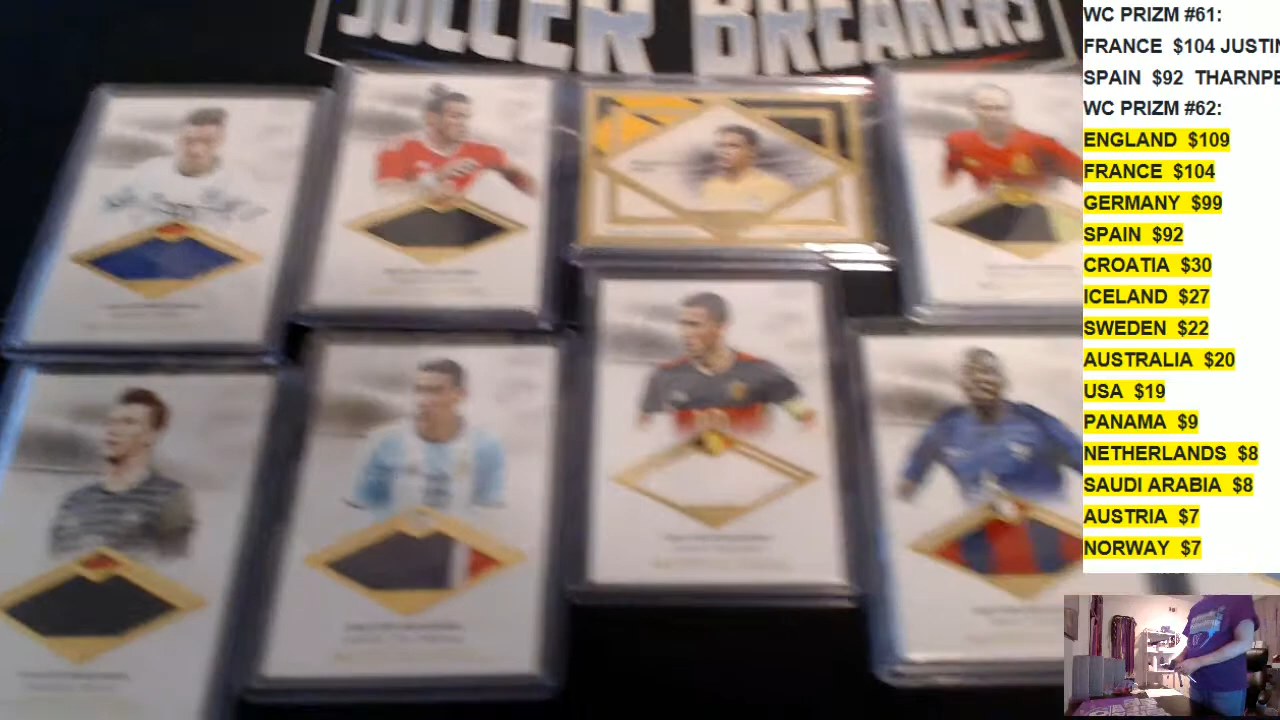 SOCCER BREAKERS
WC PRIZM #61:
FRANCE $104 JUSTIN
SPAIN $92 THARNPE
WC PRIZM #62:
ENGLAND $109
FRANCE $104
GERMANY $99
SPAIN $92
CROATIA $30
ICELAND $27
SWEDEN $22
AUSTRALIA $20
USA $19
PANAMA $9
NETHERLANDS $8
SAUDI ARABIA $8
AUSTRIA $7
NORWAY $7